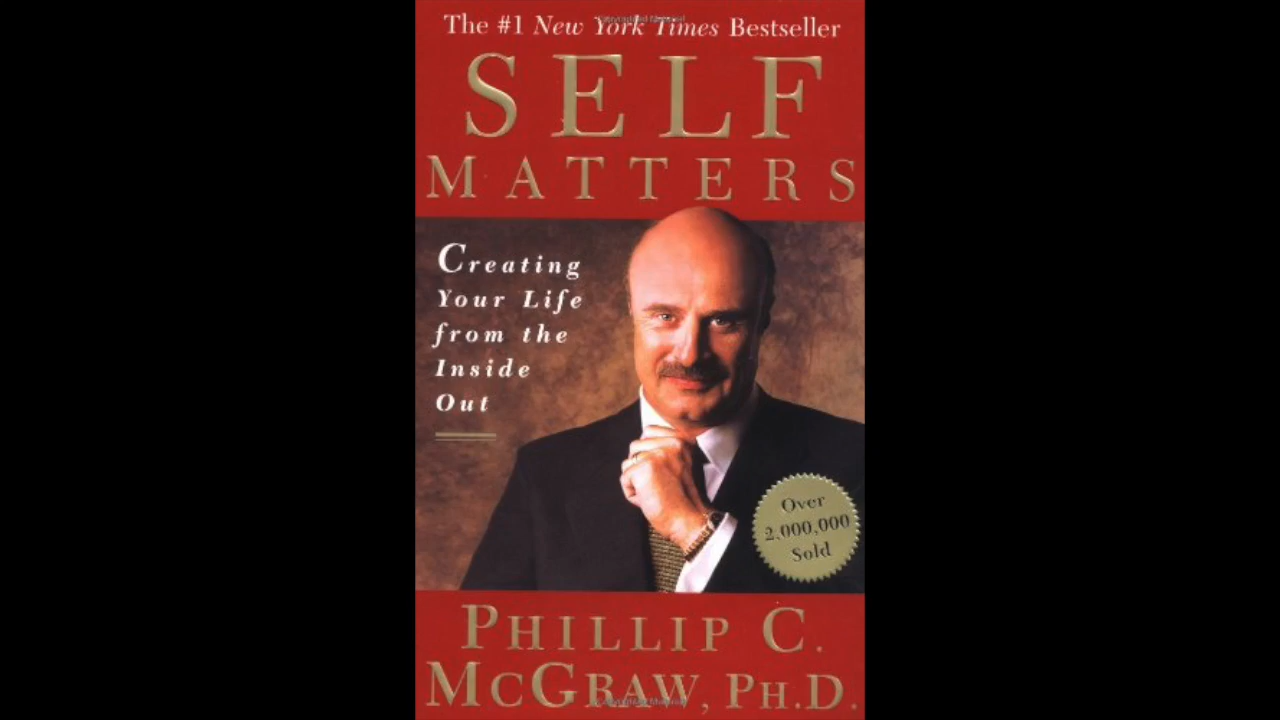 The #1 New York Times Bestseller
SELF
MATTERS
Creating
Your Life
from the
Inside
Out
Over
2,000,000
Sold
PHILLIP C.
MCGRAW, PH.D.